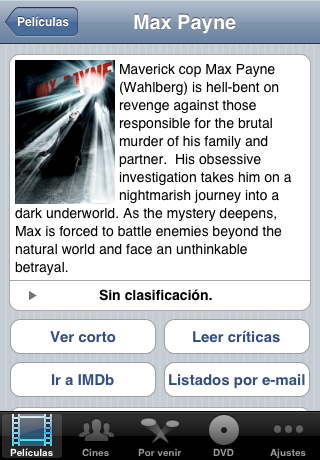 Películas
Max Payne
MAX PAYNE
Maverick cop Max Payne
(Wahlberg) is hell-bent on
revenge against those
responsible for the brutal
murder of his family and
partner.  His obsessive
investigation takes him on a
nightmarish journey into a
dark underworld. As the mystery deepens,
Max is forced to battle enemies beyond the
natural world and face an unthinkable
betrayal.
Sin clasificación.
Ver corto
Leer críticas
Ir a IMDb
Listados por e-mail
Películas
Cines
Por venir
DVD
Ajustes